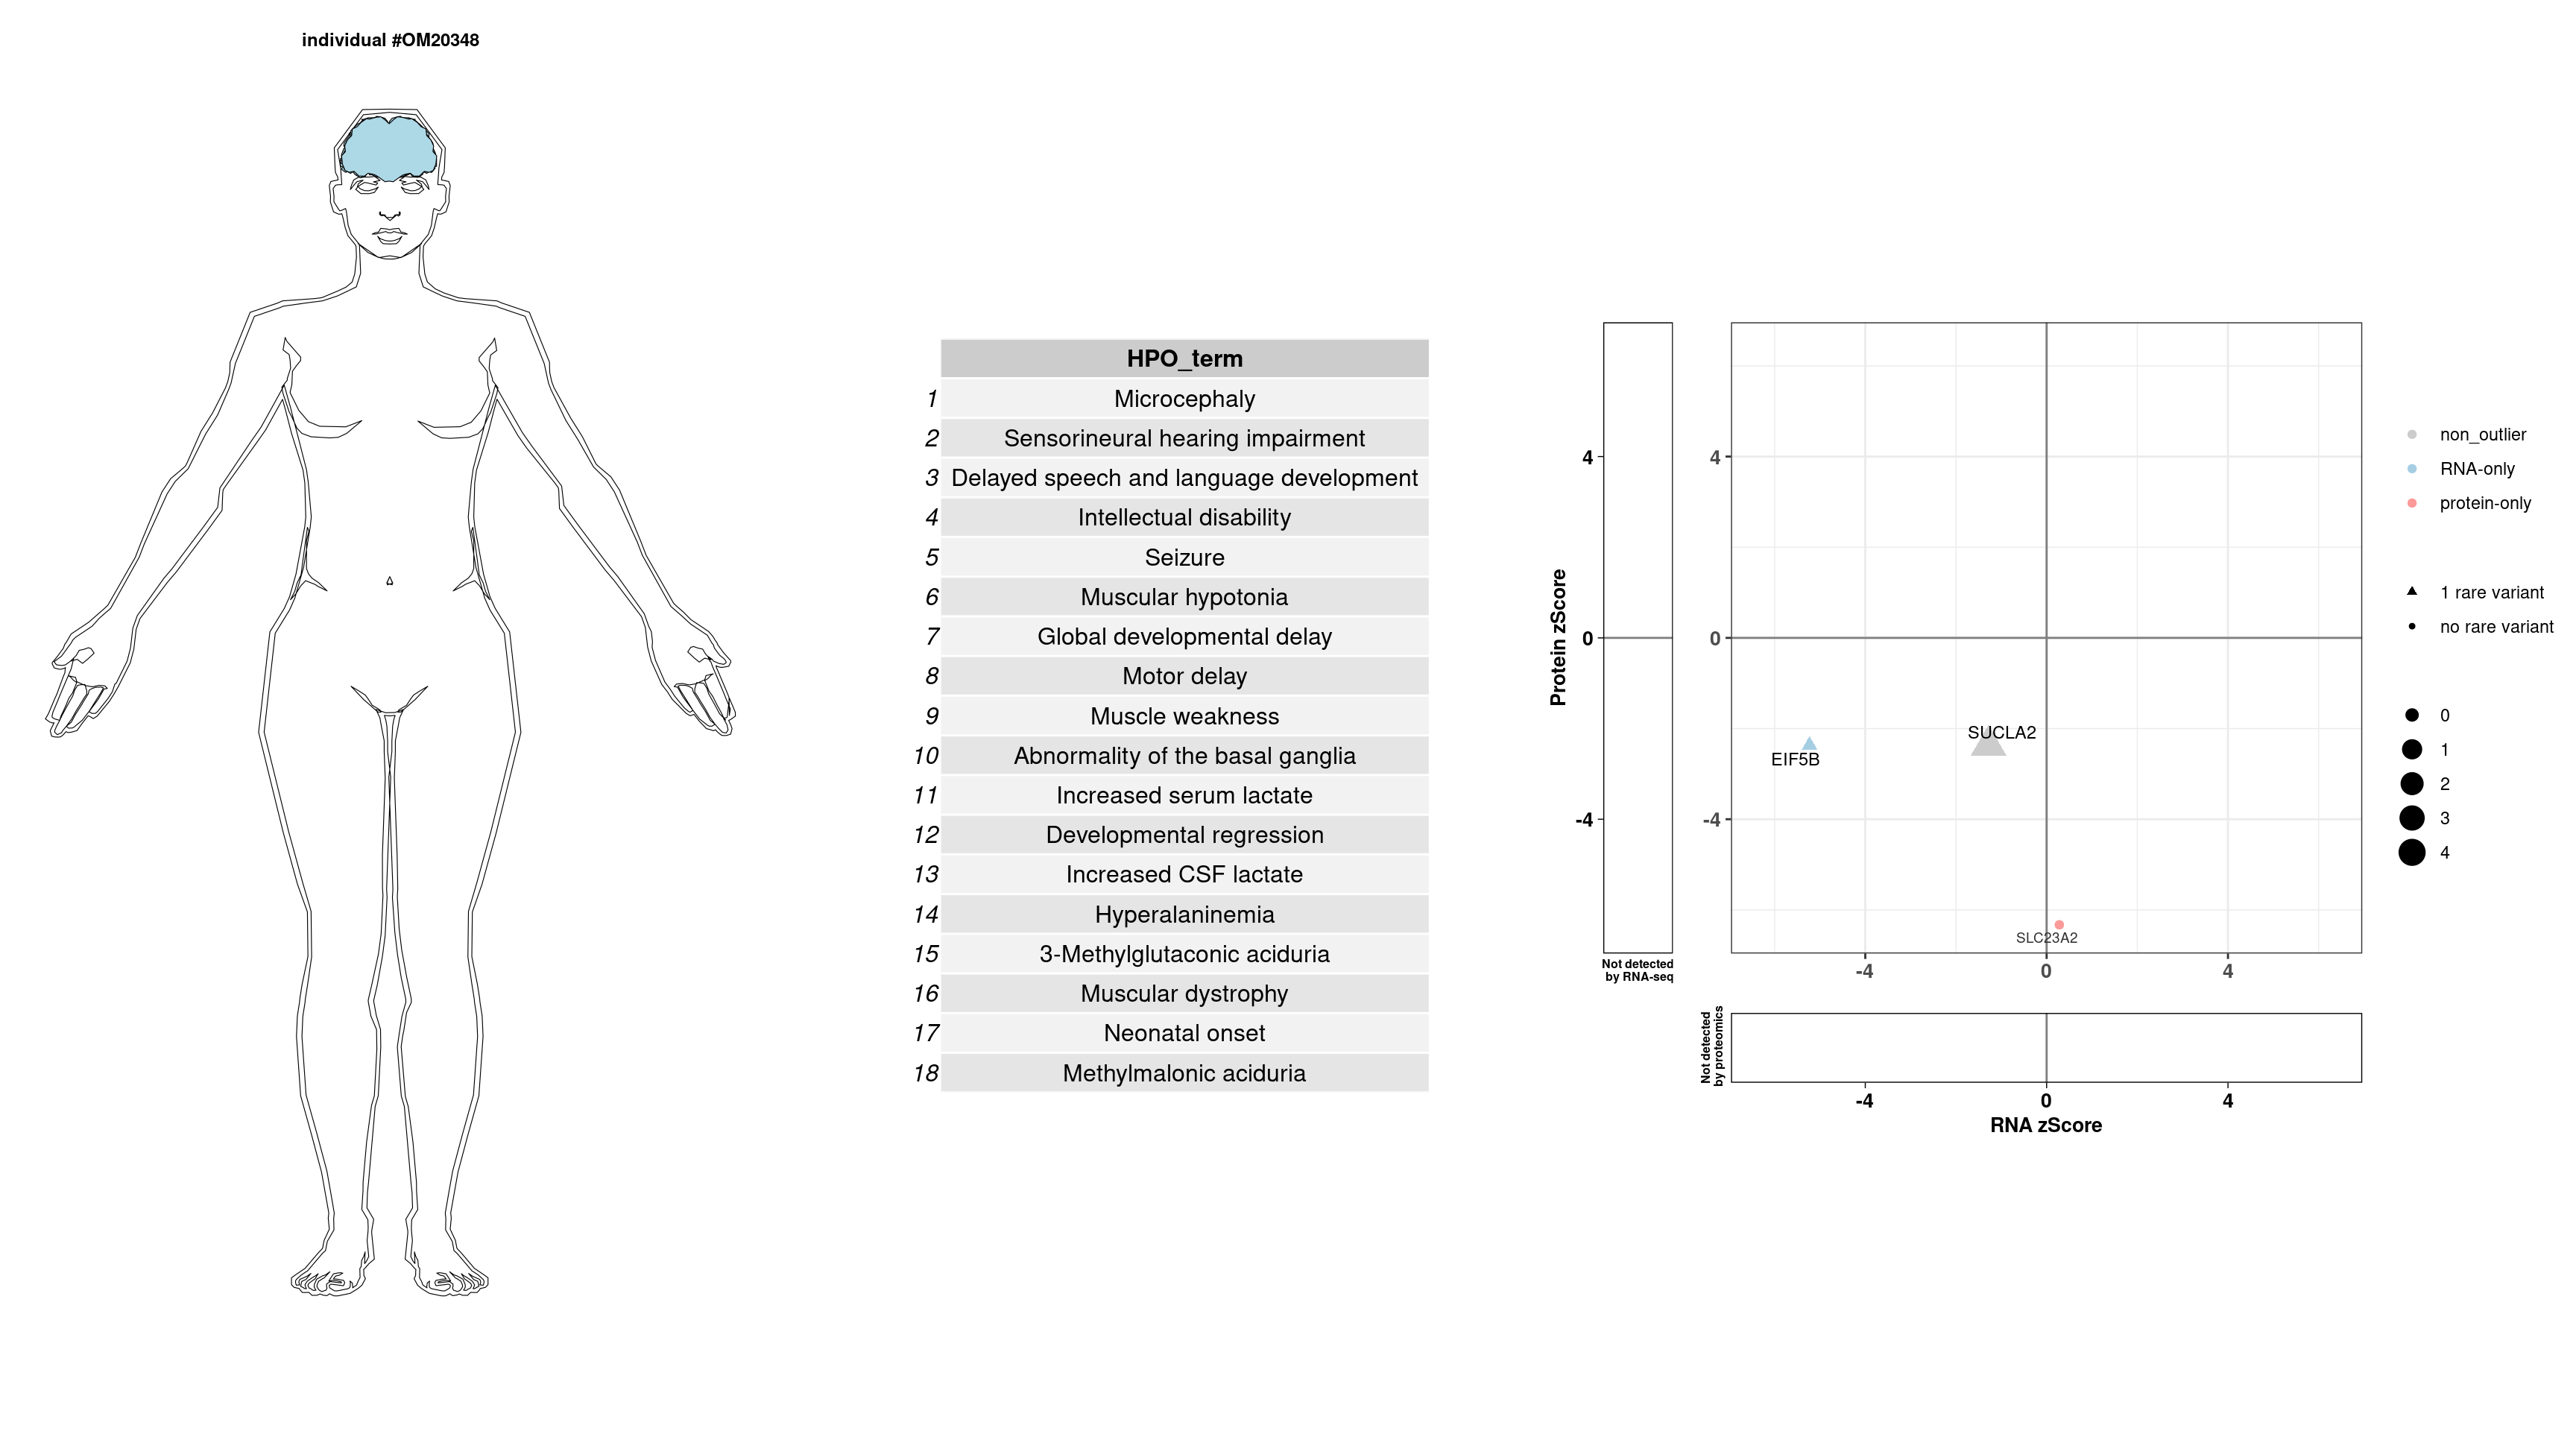 individual #OM20348
HPO_term
1 Microcephaly
2 Sensorineural hearing impairment
3 Delayed speech and language development
4 Intellectual disability
5 Seizure
6 Muscular hypotonia
7 Global developmental delay
8 Motor delay
9 Muscle weakness
10 Abnormality of the basal ganglia
11 Increased serum lactate
12 Developmental regression
13 Increased CSF lactate
14 Hyperalaninemia
15 3-Methylglutaconic aciduria
16 Muscular dystrophy
17 Neonatal onset
18 Methylmalonic aciduria
Protein zScore
4
0
-4
Not detected
by RNA-seq
4
0
-4
SUCLA2
EIF5B
SLC23A2
-4 0 4
Not detected
by proteomics
-4 0 4
RNA zScore
non_outlier
RNA-only
protein-only
1 rare variant
no rare variant
0
1
2
3
4